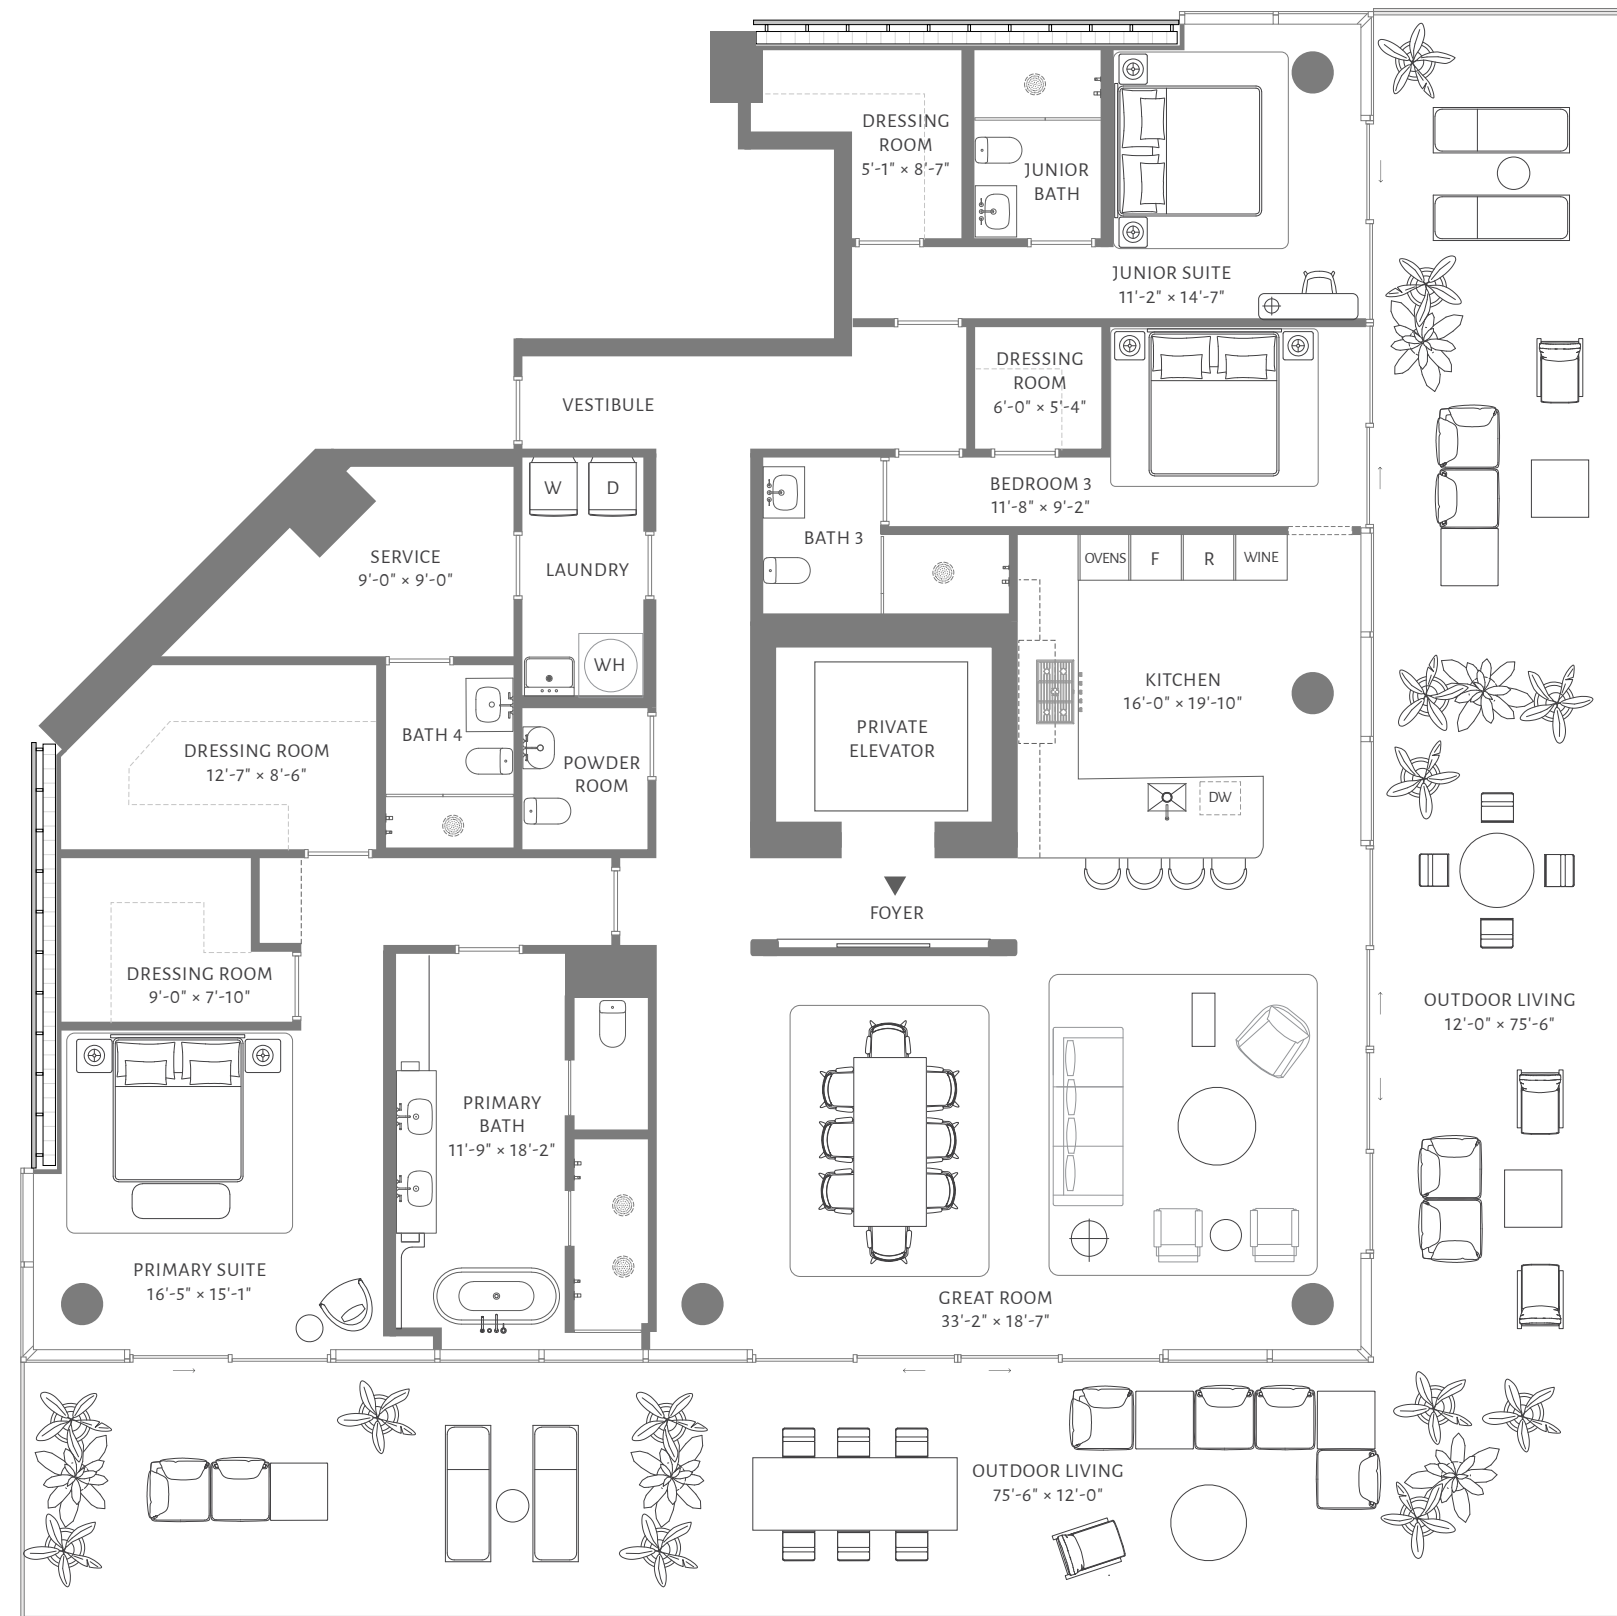 DRESSING
ROOM
5'-1" × 8'-7"
JUNIOR
BATH
JUNIOR SUITE
11'-2" × 14'-7"
DRESSING
ROOM
6'-0" × 5'-4"
VESTIBULE
BEDROOM 3
11'-8" × 9'-2"
W
D
BATH 3
SERVICE
9'-0" × 9'-0"
LAUNDRY
OVENS
F
R
WINE
WH
KITCHEN
16'-0" × 19'-10"
PRIVATE
ELEVATOR
DRESSING ROOM
12'-7" × 8'-6"
BATH 4
POWDER
ROOM
DW
FOYER
DRESSING ROOM
9'-0" × 7'-10"
OUTDOOR LIVING
12'-0" × 75'-6"
PRIMARY
BATH
11'-9" × 18'-2"
PRIMARY SUITE
16'-5" × 15'-1"
GREAT ROOM
33'-2" × 18'-7"
OUTDOOR LIVING
75'-6" × 12'-0"